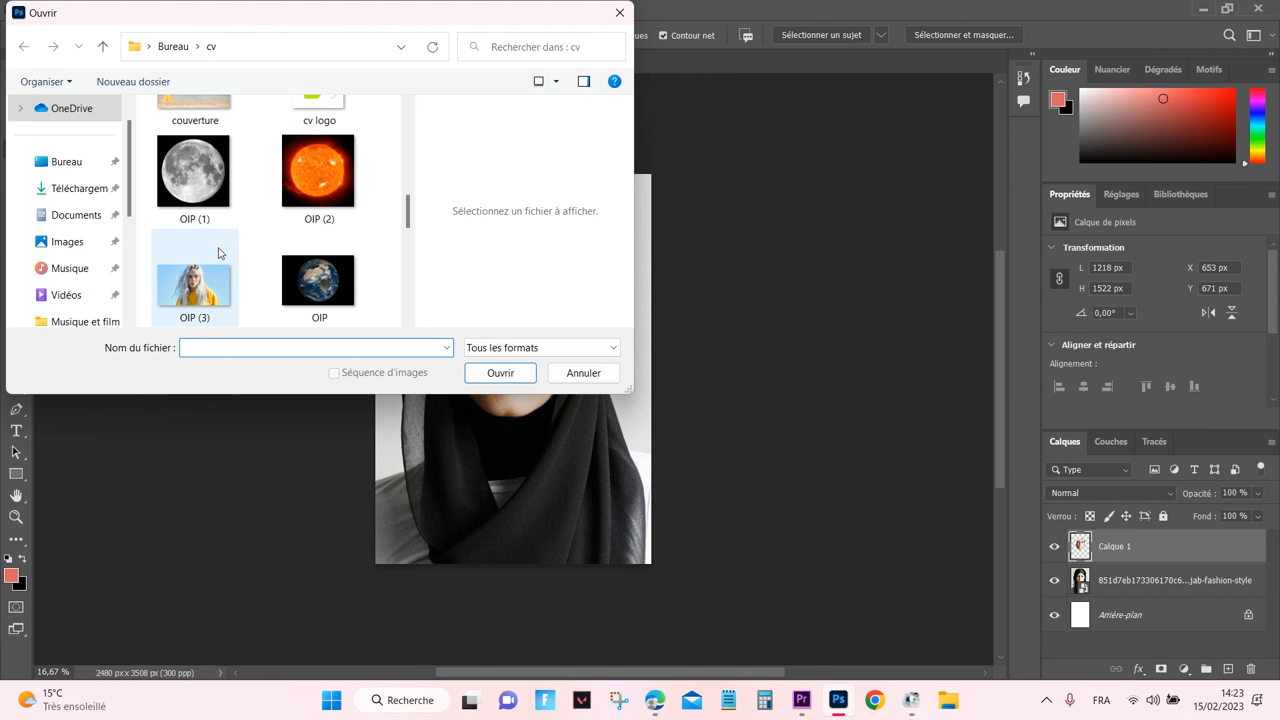 Ouvrir
Bureau > cv
Rechercher dans : cv
Organiser
Nouveau dossier
OneDrive
Bureau
Téléchargem
Documents
Images
Musique
Vidéos
Musique et film
couverture
cv logo
OIP (1)
OIP (2)
OIP (3)
OIP
Sélectionnez un fichier à afficher.
Nom du fichier :
Tous les formats
Séquence d'images
Ouvrir
Annuler
ues
Contour net
Sélectionner un sujet
Sélectionner et masquer...
Couleur
Nuancier
Dégradés
Motifs
Propriétés
Réglages
Bibliothèques
Calque de pixels
Transformation
L 1218 px
X 653 px
H 1522 px
Y 671 px
0,00°
Aligner et répartir
Alignement :
Calques
Couches
Tracés
Type
Normal
Opacité : 100 %
Verrou :
Fond : 100 %
Calque 1
851d7eb173306170c6...jab-fashion-style
Arrière-plan
fx
16,67 %
2480 px x 3508 px (300 ppp)
15°C
Très ensoleillé
Recherche
Pr
Ps
FRA
14:23
15/02/2023